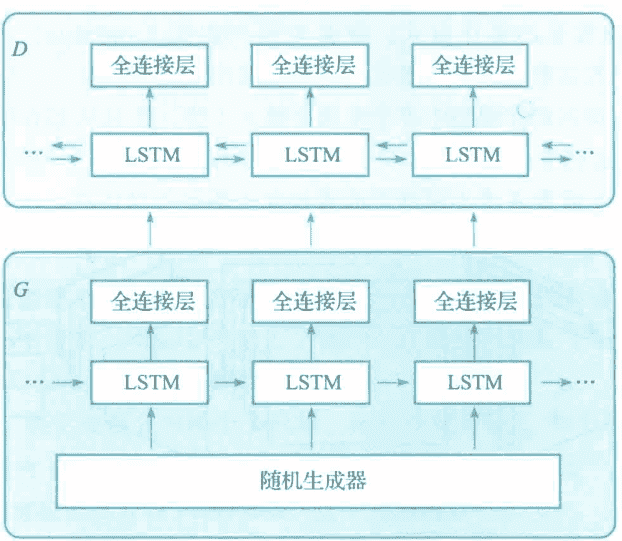 D
全连接层 全连接层 全连接层
··· LSTM LSTM LSTM ···
G
全连接层 全连接层 全连接层
··· LSTM LSTM LSTM ···
随机生成器